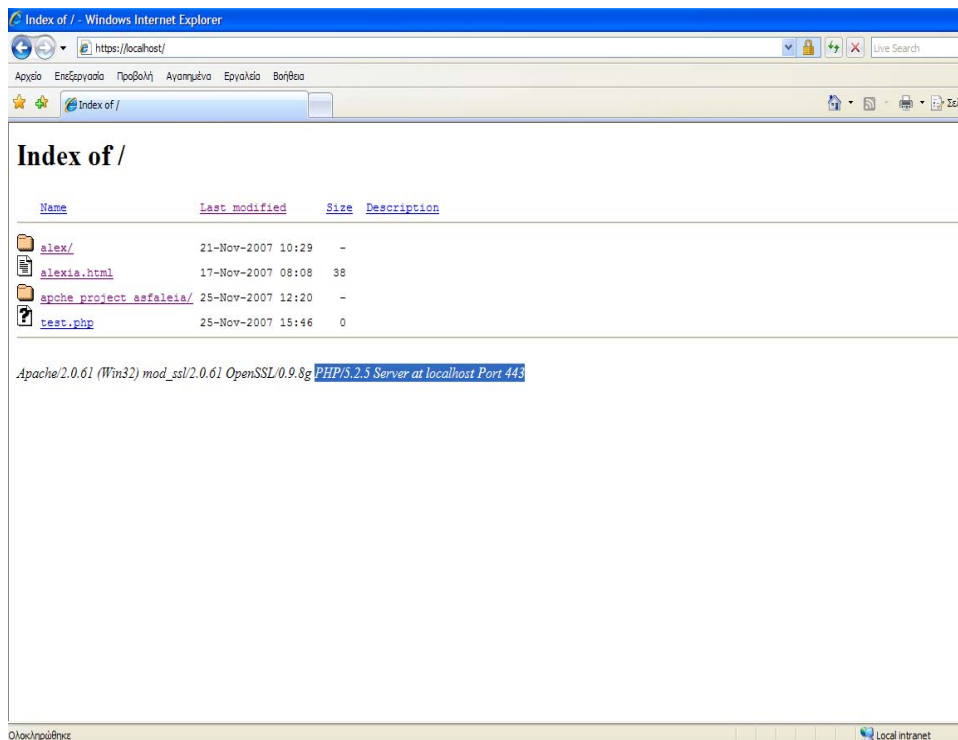 Index of / - Windows Internet Explorer
https://localhost/
Live Search
Αρχείο Επεξεργασία Προβολή Αγαπημένα Εργαλεία Βοήθεια
Index of /
Σελ
Index of /
Name Last modified Size Description
alex/ 21-Nov-2007 10:29 -
alexia.html 17-Nov-2007 08:08 38
apche project asfaleia/ 25-Nov-2007 12:20 -
test.php 25-Nov-2007 15:46 0
Apache/2.0.61 (Win32) mod_ssl/2.0.61 OpenSSL/0.9.8g PHP/5.2.5 Server at localhost Port 443
Ολοκληρώθηκε Local intranet